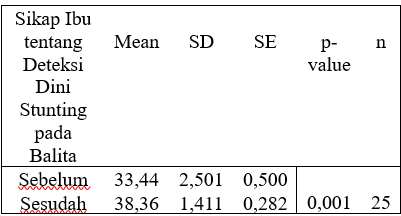 Sikap Ibu
tentang Mean SD SE p- n
Deteksi value
Dini
Stunting
pada
Balita
Sebelum 33,44 2,501 0,500
Sesudah 38,36 1,411 0,282 0,001 25